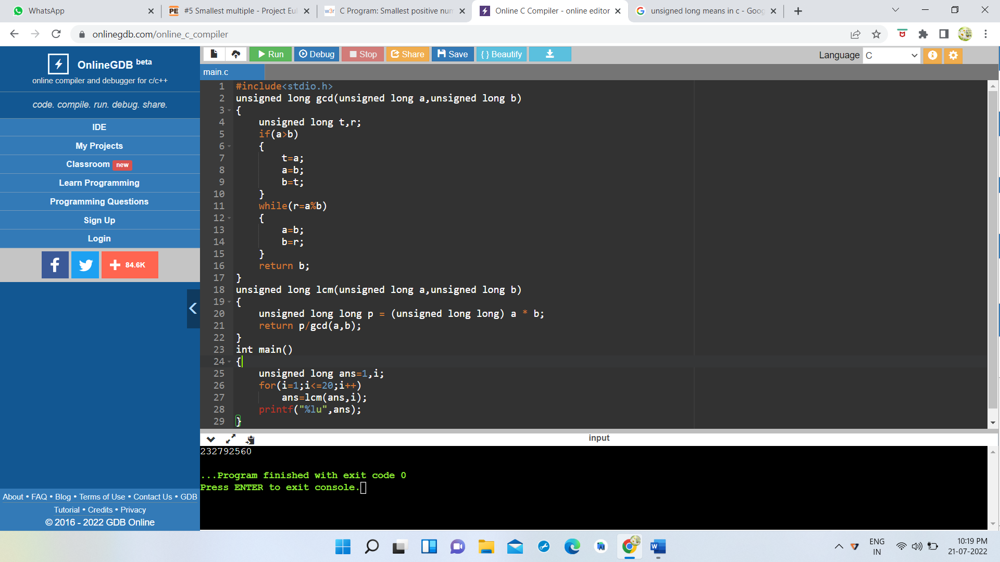 WhatsApp
#5 Smallest multiple - Project Eul
w3r C Program: Smallest positive num
Online C Compiler - online editor
unsigned long means in c - Goog
onlinegdb.com/online_c_compiler
OnlineGDB beta
online compiler and debugger for c/c++
code. compile. run. debug. share.
IDE
My Projects
Classroom new
Learn Programming
Programming Questions
Sign Up
Login
84.6K
About • FAQ • Blog • Terms of Use • Contact Us • GDB
Tutorial • Credits • Privacy
© 2016 - 2022 GDB Online
Run Debug Stop Share Save { } Beautify
Language C
main.c
1 #include<stdio.h>
2 unsigned long gcd(unsigned long a,unsigned long b)
3 {
4 unsigned long t,r;
5 if(a>b)
6 {
7 t=a;
8 a=b;
9 b=t;
10 }
11 while(r=a%b)
12 {
13 a=b;
14 b=r;
15 }
16 return b;
17 }
18 unsigned long lcm(unsigned long a,unsigned long b)
19 {
20 unsigned long long p = (unsigned long long) a * b;
21 return p/gcd(a,b);
22 }
23 int main()
24 {
25 unsigned long ans=1,i;
26 for(i=1;i<=20;i++)
27 ans=lcm(ans,i);
28 printf("%lu",ans);
29 }
input
232792560
...Program finished with exit code 0
Press ENTER to exit console.
ENG
IN
10:19 PM
21-07-2022